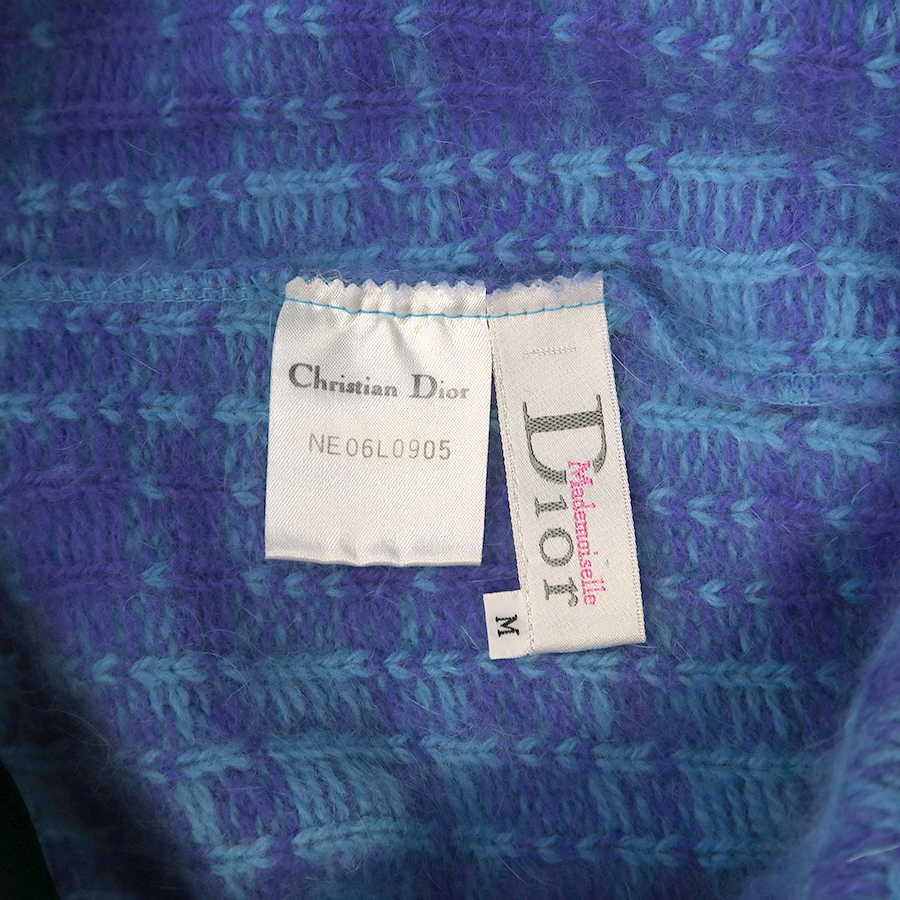 Christian Dior
NE06L0905
Dior
Mademoiselle
M